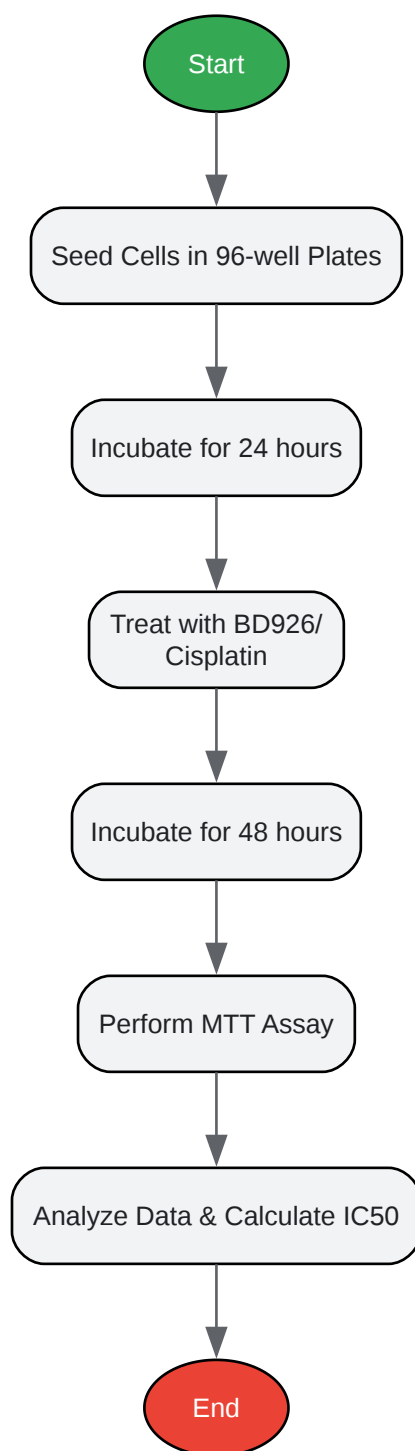 Start
Seed Cells in 96-well Plates
Incubate for 24 hours
Treat with BD926/
Cisplatin
Incubate for 48 hours
Perform MTT Assay
Analyze Data & Calculate IC50
End